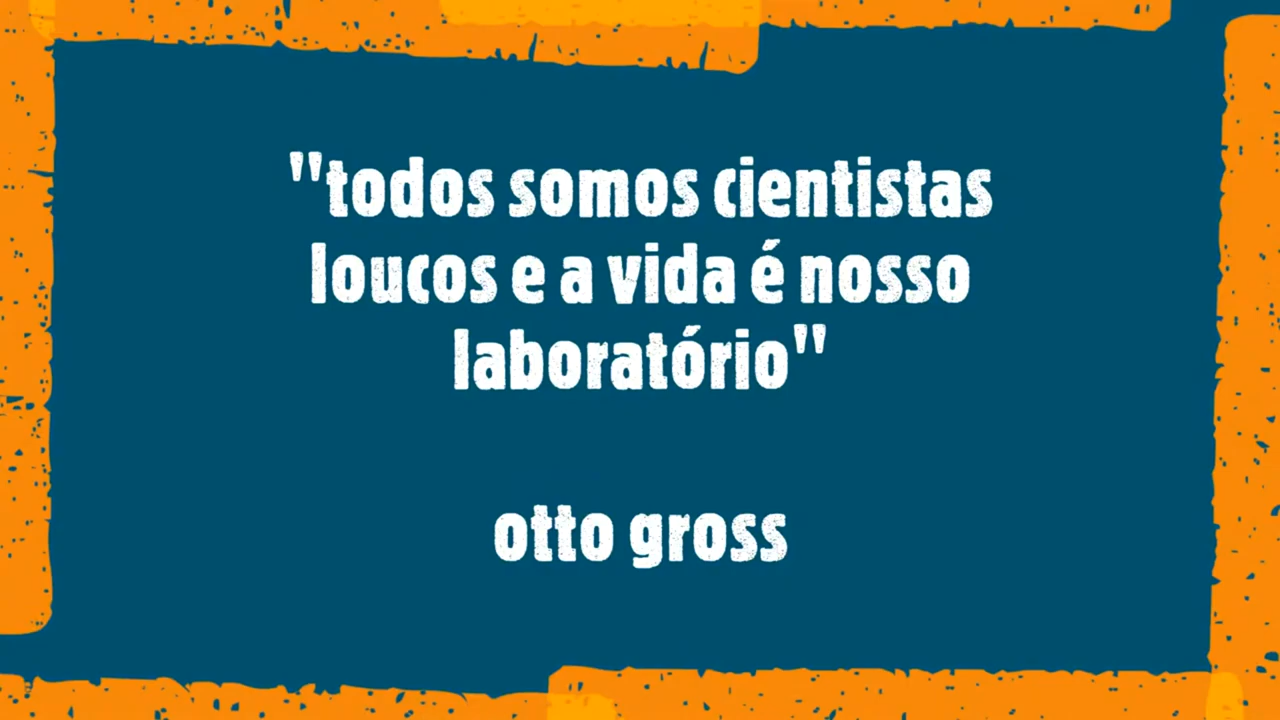 "todos somos cientistas
loucos e a vida é nosso
laboratório"
otto gross